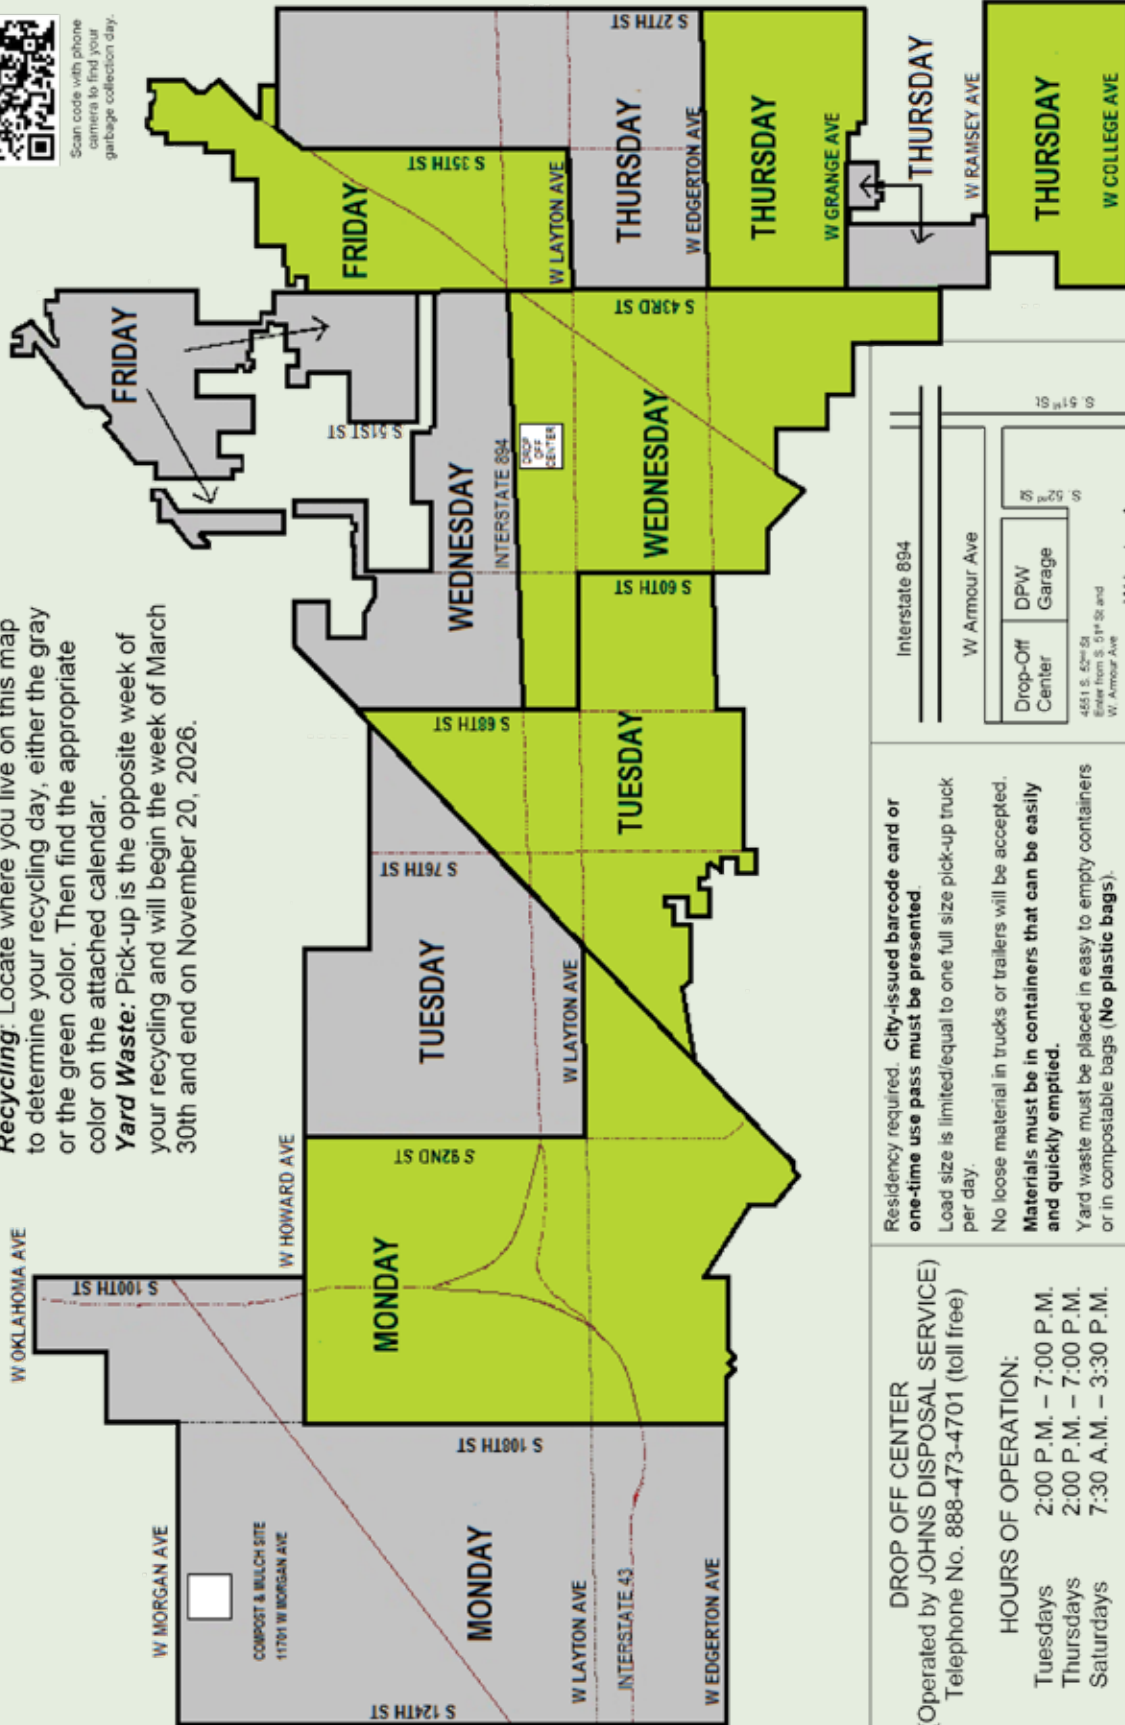 Scan code with phone
camera to find your
garbage collection day.
Recycling: Locate where you live on this map
to determine your recycling day, either the gray
or the green color. Then find the appropriate
color on the attached calendar.
Yard Waste: Pick-up is the opposite week of
your recycling and will begin the week of March
30th and end on November 20, 2026.
W OKLAHOMA AVE
S 100TH ST
W HOWARD AVE
W MORGAN AVE
COMPOST & MULCH SITE
11701 W MORGAN AVE
S 124TH ST
MONDAY
W LAYTON AVE
INTERSTATE 43
W EDGERTON AVE
S 108TH ST
MONDAY
S 92ND ST
TUESDAY
W LAYTON AVE
S 76TH ST
TUESDAY
S 68TH ST
WEDNESDAY
INTERSTATE 894
S 60TH ST
WEDNESDAY
DROP
OFF
CENTER
S 51ST ST
FRIDAY
S 43RD ST
FRIDAY
S 35TH ST
W LAYTON AVE
S 27TH ST
THURSDAY
W EDGERTON AVE
THURSDAY
W GRANGE AVE
THURSDAY
W RAMSEY AVE
THURSDAY
W COLLEGE AVE
DROP OFF CENTER
(Operated by JOHNS DISPOSAL SERVICE)
Telephone No. 888-473-4701 (toll free)
HOURS OF OPERATION:
Tuesdays 2:00 P.M. – 7:00 P.M.
Thursdays 2:00 P.M. – 7:00 P.M.
Saturdays 7:30 A.M. – 3:30 P.M.
Residency required. City-issued barcode card or
one-time use pass must be presented.
Load size is limited/equal to one full size pick-up truck
per day.
No loose material in trucks or trailers will be accepted.
Materials must be in containers that can be easily
and quickly emptied.
Yard waste must be placed in easy to empty containers
or in compostable bags (No plastic bags).
Interstate 894
W Armour Ave
Drop-Off
Center
DPW
Garage
S. 52nd St
S. 51st St
4551 S. 52nd St
Enter from S. 51st St and
W. Armour Ave